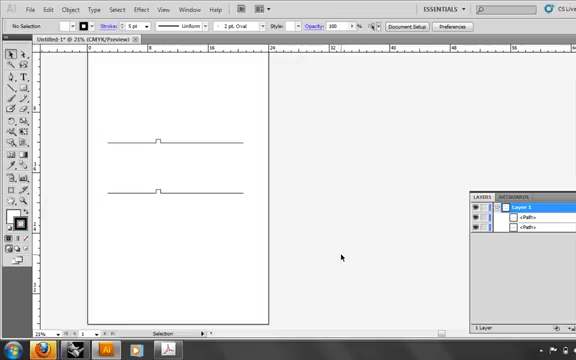 Ai File Edit Object Type Select Effect View Window Help ESSENTIALS CS Live
No Selection Stroke: 5 pt Uniform 2 pt. Oval Style: Opacity: 100 % Document Setup Preferences
Untitled-1* @ 21% (CMYK/Preview)
0 8 16 24 32 40 48 56
LAYERS ARTBOARDS
Layer 1
<Path>
<Path>
1 Layer
21% 1 Selection
Ai